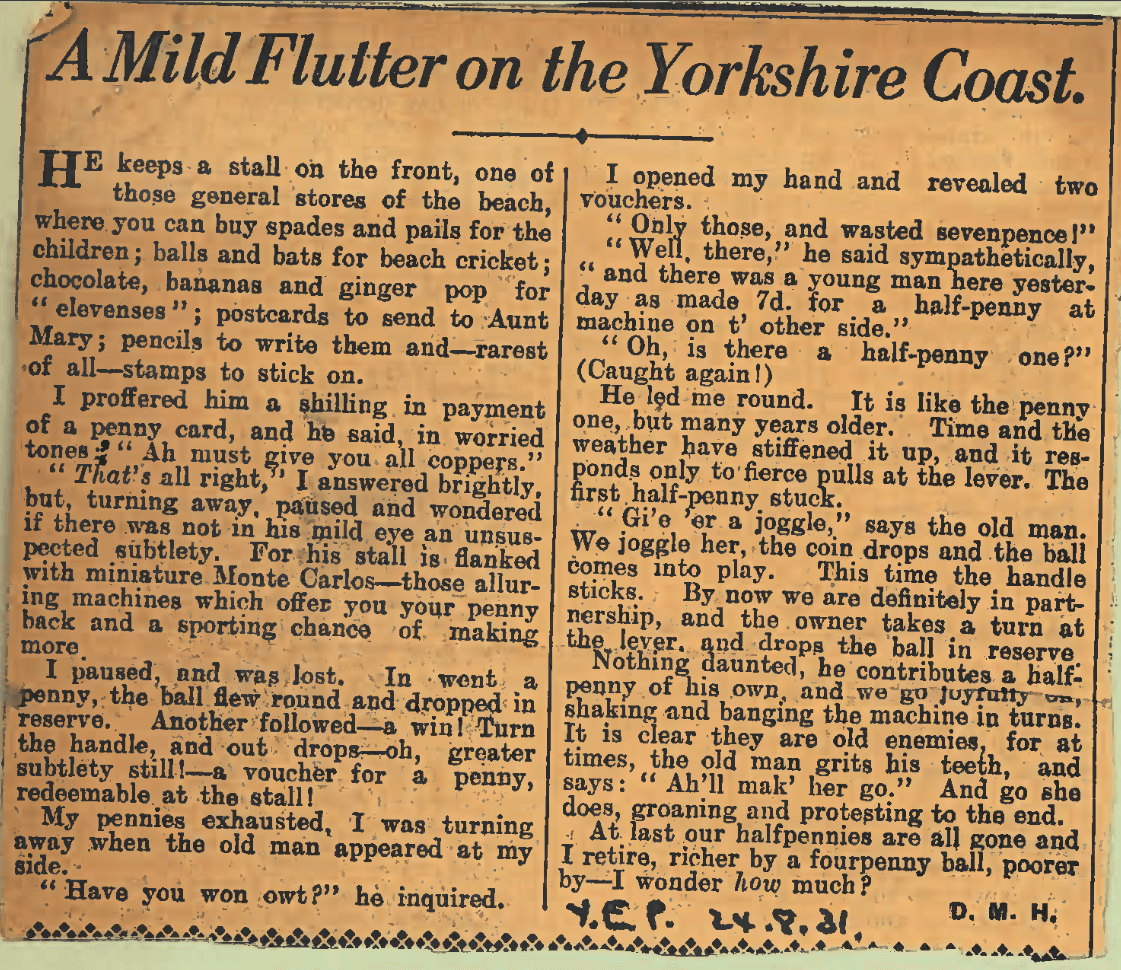 A Mild Flutter on the Yorkshire Coast.
HE keeps a stall on the front, one of
those general stores of the beach,
where you can buy spades and pails for the
children; balls and bats for beach cricket;
chocolate, bananas and ginger pop for
“ elevenses ”; postcards to send to Aunt
Mary; pencils to write them and—rarest
of all—stamps to stick on.
I proffered him a shilling in payment
of a penny card, and he said, in worried
tones: “ Ah must give you all coppers.”
“ That's all right,” I answered brightly,
but, turning away, paused and wondered
if there was not in his mild eye an unsus-
pected subtlety. For his stall is flanked
with miniature Monte Carlos—those allur-
ing machines which offer you your penny
back and a sporting chance of making
more.
I paused, and was lost. In went a
penny, the ball flew round and dropped in
reserve. Another followed—a win! Turn
the handle, and out drops—oh, greater
subtlety still!—a voucher for a penny,
redeemable at the stall!
My pennies exhausted, I was turning
away when the old man appeared at my
side.
“ Have you won owt?” he inquired.
I opened my hand and revealed two
vouchers.
“ Only those, and wasted sevenpence!”
“ Well, there,” he said sympathetically,
“ and there was a young man here yester-
day as made 7d. for a half-penny at
machine on t' other side.”
“ Oh, is there a half-penny one?”
(Caught again!)
He led me round. It is like the penny
one, but many years older. Time and the
weather have stiffened it up, and it res-
ponds only to fierce pulls at the lever. The
first half-penny stuck.
“ Gi'e 'er a joggle,” says the old man.
We joggle her, the coin drops and the ball
comes into play. This time the handle
sticks. By now we are definitely in part-
nership, and the owner takes a turn at
the lever, and drops the ball in reserve
Nothing daunted, he contributes a half-
penny of his own, and we go joyfully on,
shaking and banging the machine in turns.
It is clear they are old enemies, for at
times, the old man grits his teeth, and
says: “ Ah'll mak' her go.” And go she
does, groaning and protesting to the end.
At last our halfpennies are all gone and
I retire, richer by a fourpenny ball, poorer
by—I wonder how much?
D. M. H.
Y.E.P. 24.8.31.